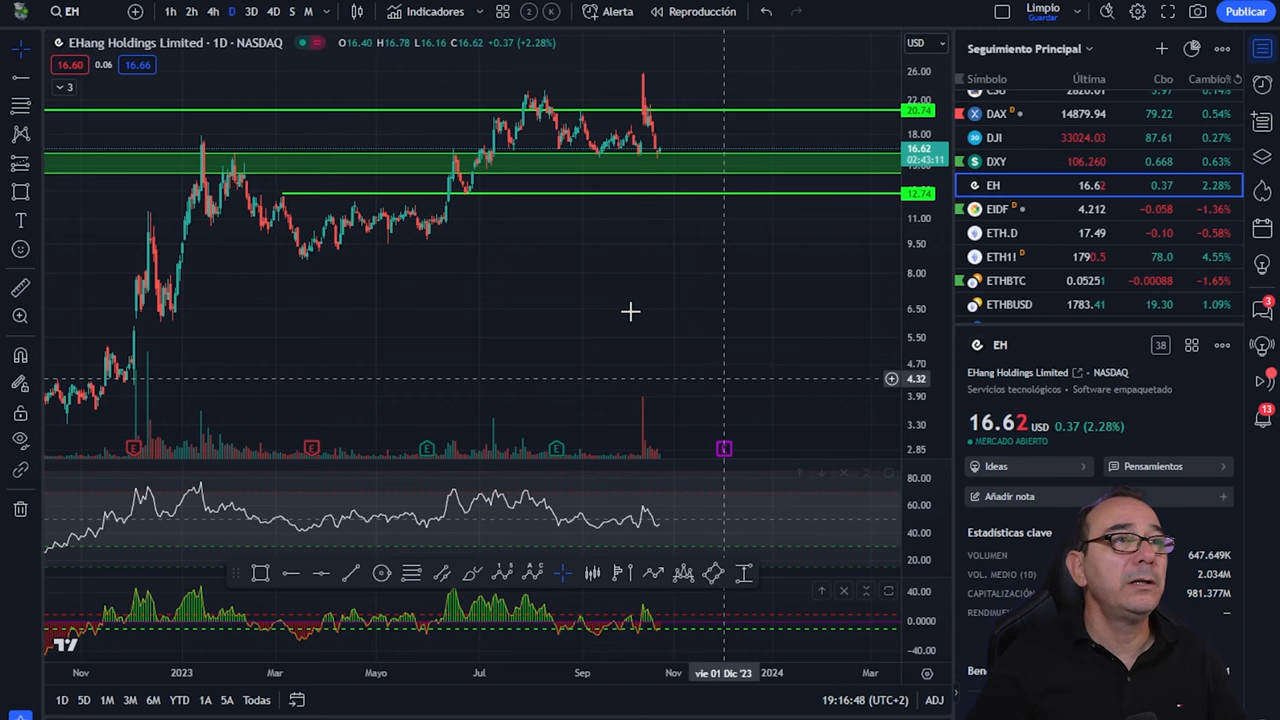 EH
1h 2h 4h D 3D 4D S M
Indicadores
2 K
Alerta
Reproducción
Limpio
Guardar
Publicar
EHang Holdings Limited · 1D · NASDAQ
O16.40 H16.78 L16.16 C16.62 +0.37 (+2.28%)
16.60 0.06 16.66
3
USD
26.00
22.00
20.74
18.00
16.62
02:43:11
12.74
11.00
9.50
8.00
6.50
5.50
4.70
4.32
3.90
3.30
2.85
E E E E
80.00
60.00
40.00
20.00
40.00
0.0000
−40.00
Nov 2023 Mar Mayo Jul Sep Nov vie 01 Dic '23 2024 Mar
1D 5D 1M 3M 6M YTD 1A 5A Todas
19:16:48 (UTC+2) ADJ
Seguimiento Principal
Símbolo Última Cbo Cambio%
DAX D 14879.94 79.22 0.54%
DJI 33024.03 87.61 0.27%
DXY 106.260 0.668 0.63%
EH 16.62 0.37 2.28%
EIDF D 4.212 −0.058 −1.36%
ETH.D 17.49 −0.10 −0.58%
ETH1! D 1790.5 78.0 4.55%
ETHBTC 0.05251 −0.00088 −1.65%
ETHBUSD 1783.41 19.30 1.09%
EH
38
EHang Holdings Limited NASDAQ
Servicios tecnológicos • Software empaquetado
16.62 USD 0.37 (2.28%)
MERCADO ABIERTO
Ideas
Pensamientos
Añadir nota
Estadísticas clave
VOLUMEN 647.649K
VOL. MEDIO (10) 2.034M
CAPITALIZACIÓN 981.377M
3
13